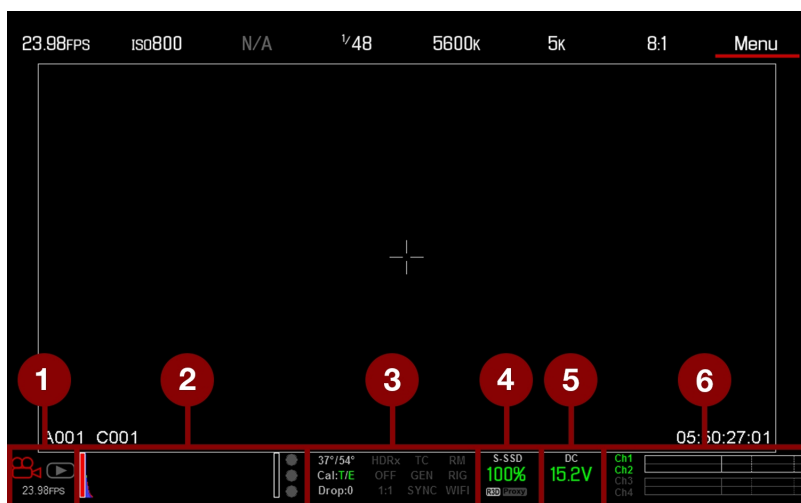 23.98FPS ISO800 N/A 1/48 5600K 5K 8:1 Menu
1 2 3 4 5 6
A001 C001 05:50:27:01
37°/54° HDRx TC RM S-SSD DC Ch1
Cal:T/E OFF GEN RIG 100% 15.2V Ch2
23.98FPS Drop:0 1:1 SYNC WIFI R3D Proxy Ch3
Ch4